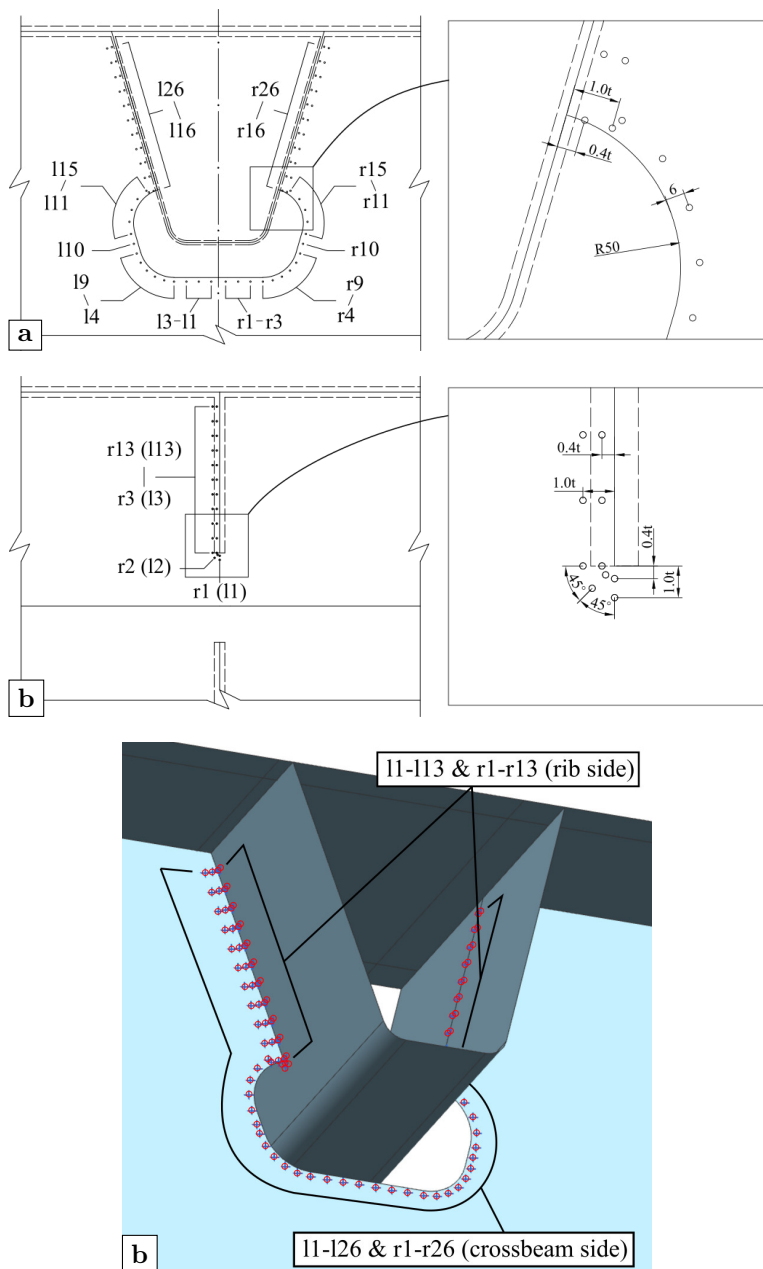 l26
l16
r26
r16
l15
l11
r15
r11
l10
r10
l9
l4
r9
r4
l3-l1
r1-r3
a
1.0t
0.4t
6
R50
r13 (l13)
r3 (l3)
r2 (l2)
r1 (l1)
b
0.4t
1.0t
0.4t
1.0t
45°
45°
l1-l13 & r1-r13 (rib side)
l1-l26 & r1-r26 (crossbeam side)
b